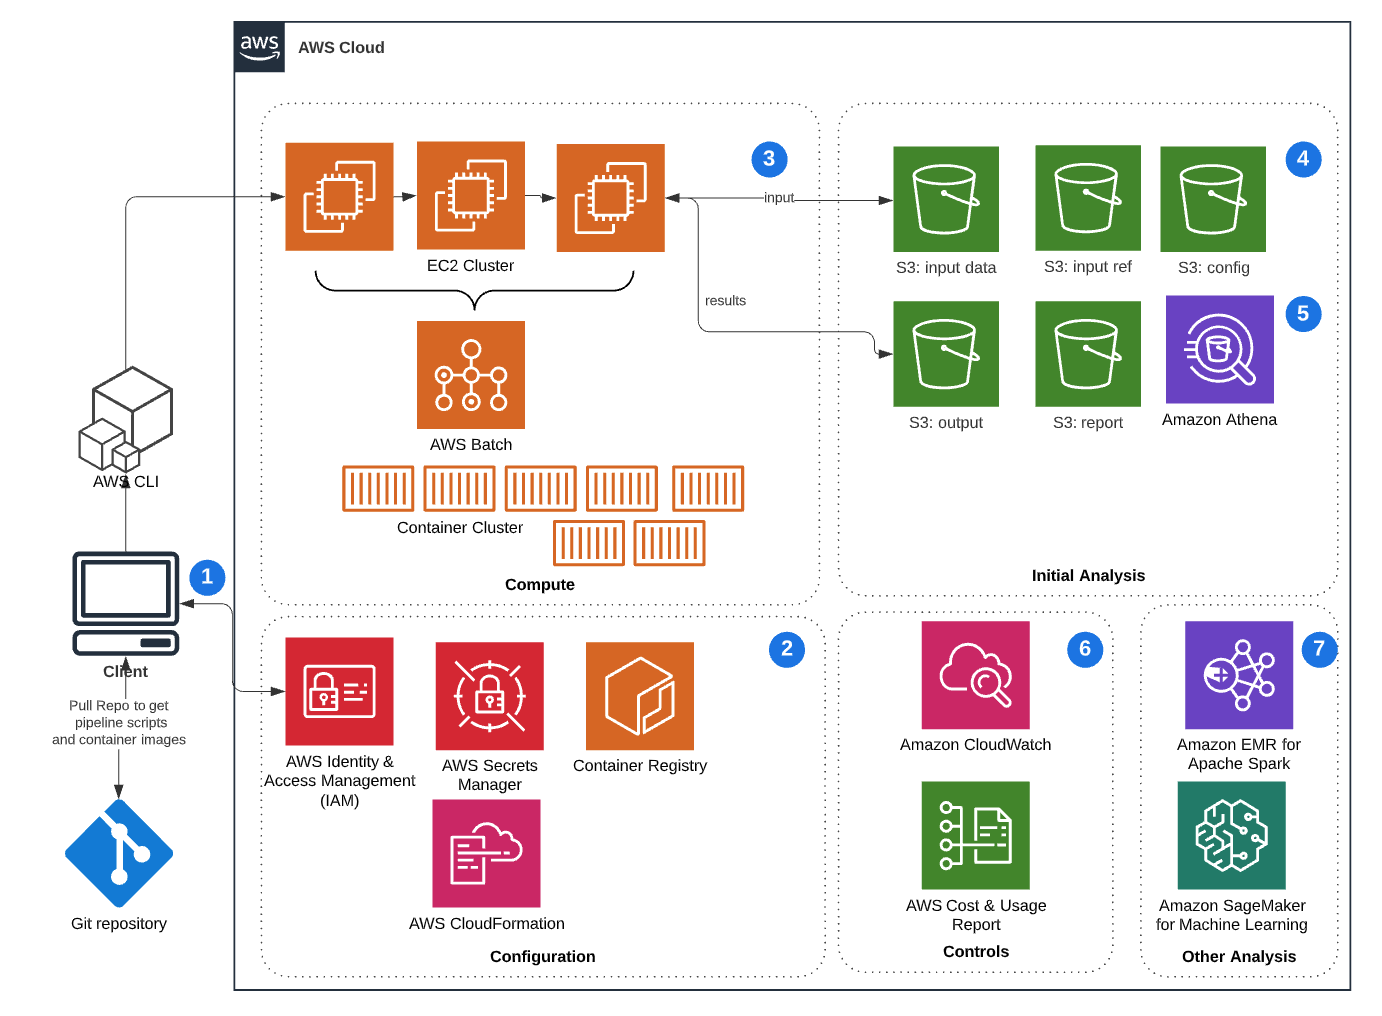 aws
AWS Cloud
3
EC2 Cluster
AWS Batch
Container Cluster
Compute
input
results
4
S3: input data
S3: input ref
S3: config
5
S3: output
S3: report
Amazon Athena
Initial Analysis
AWS CLI
1
Client
Pull Repo to get
pipeline scripts
and container images
Git repository
2
AWS Identity &
Access Management
(IAM)
AWS Secrets
Manager
Container Registry
AWS CloudFormation
Configuration
6
Amazon CloudWatch
AWS Cost & Usage
Report
Controls
7
Amazon EMR for
Apache Spark
Amazon SageMaker
for Machine Learning
Other Analysis